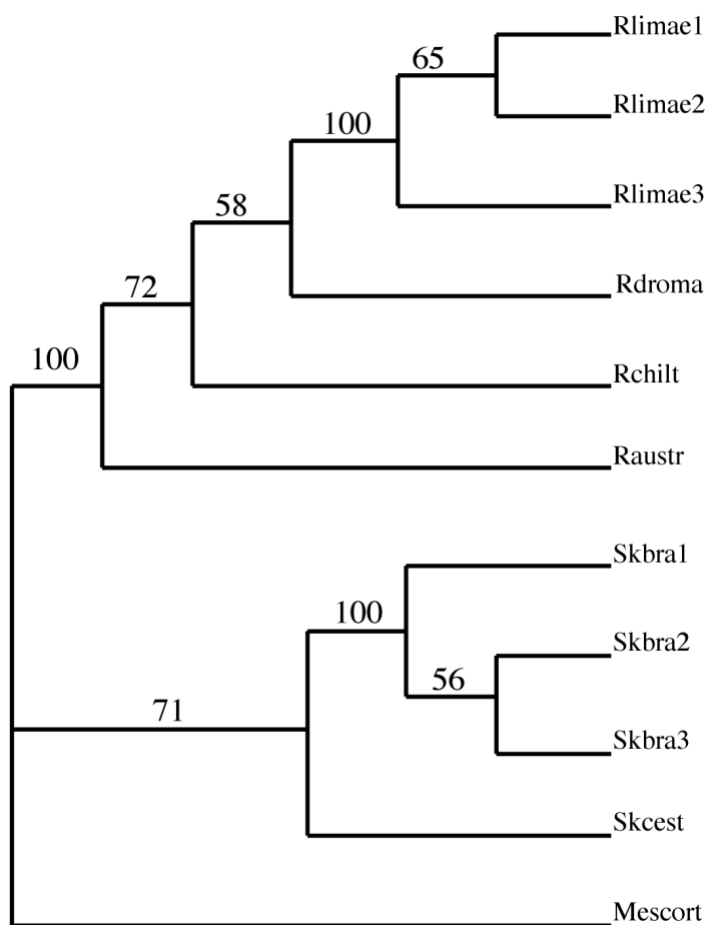 Rlimae1
65
Rlimae2
100
Rlimae3
58
Rdroma
72
100
Rchilt
Raustr
Skbra1
100
Skbra2
56
71
Skbra3
Skcest
Mescort